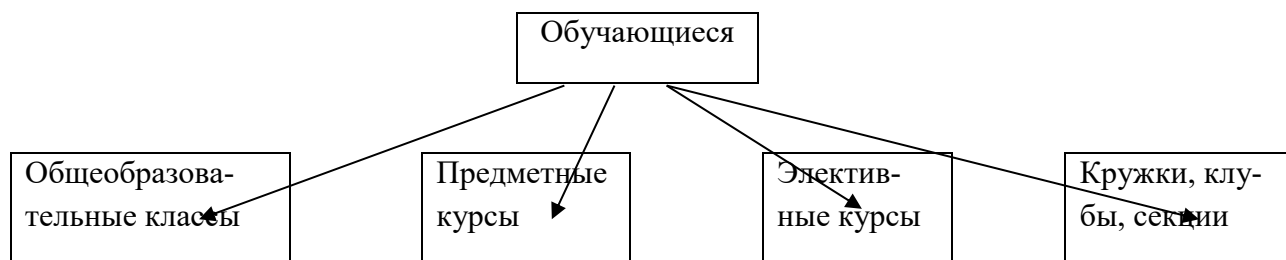 Обучающиеся
Общеобразова-
тельные классы
Предметные
курсы
Электив-
ные курсы
Кружки, клу-
бы, секции